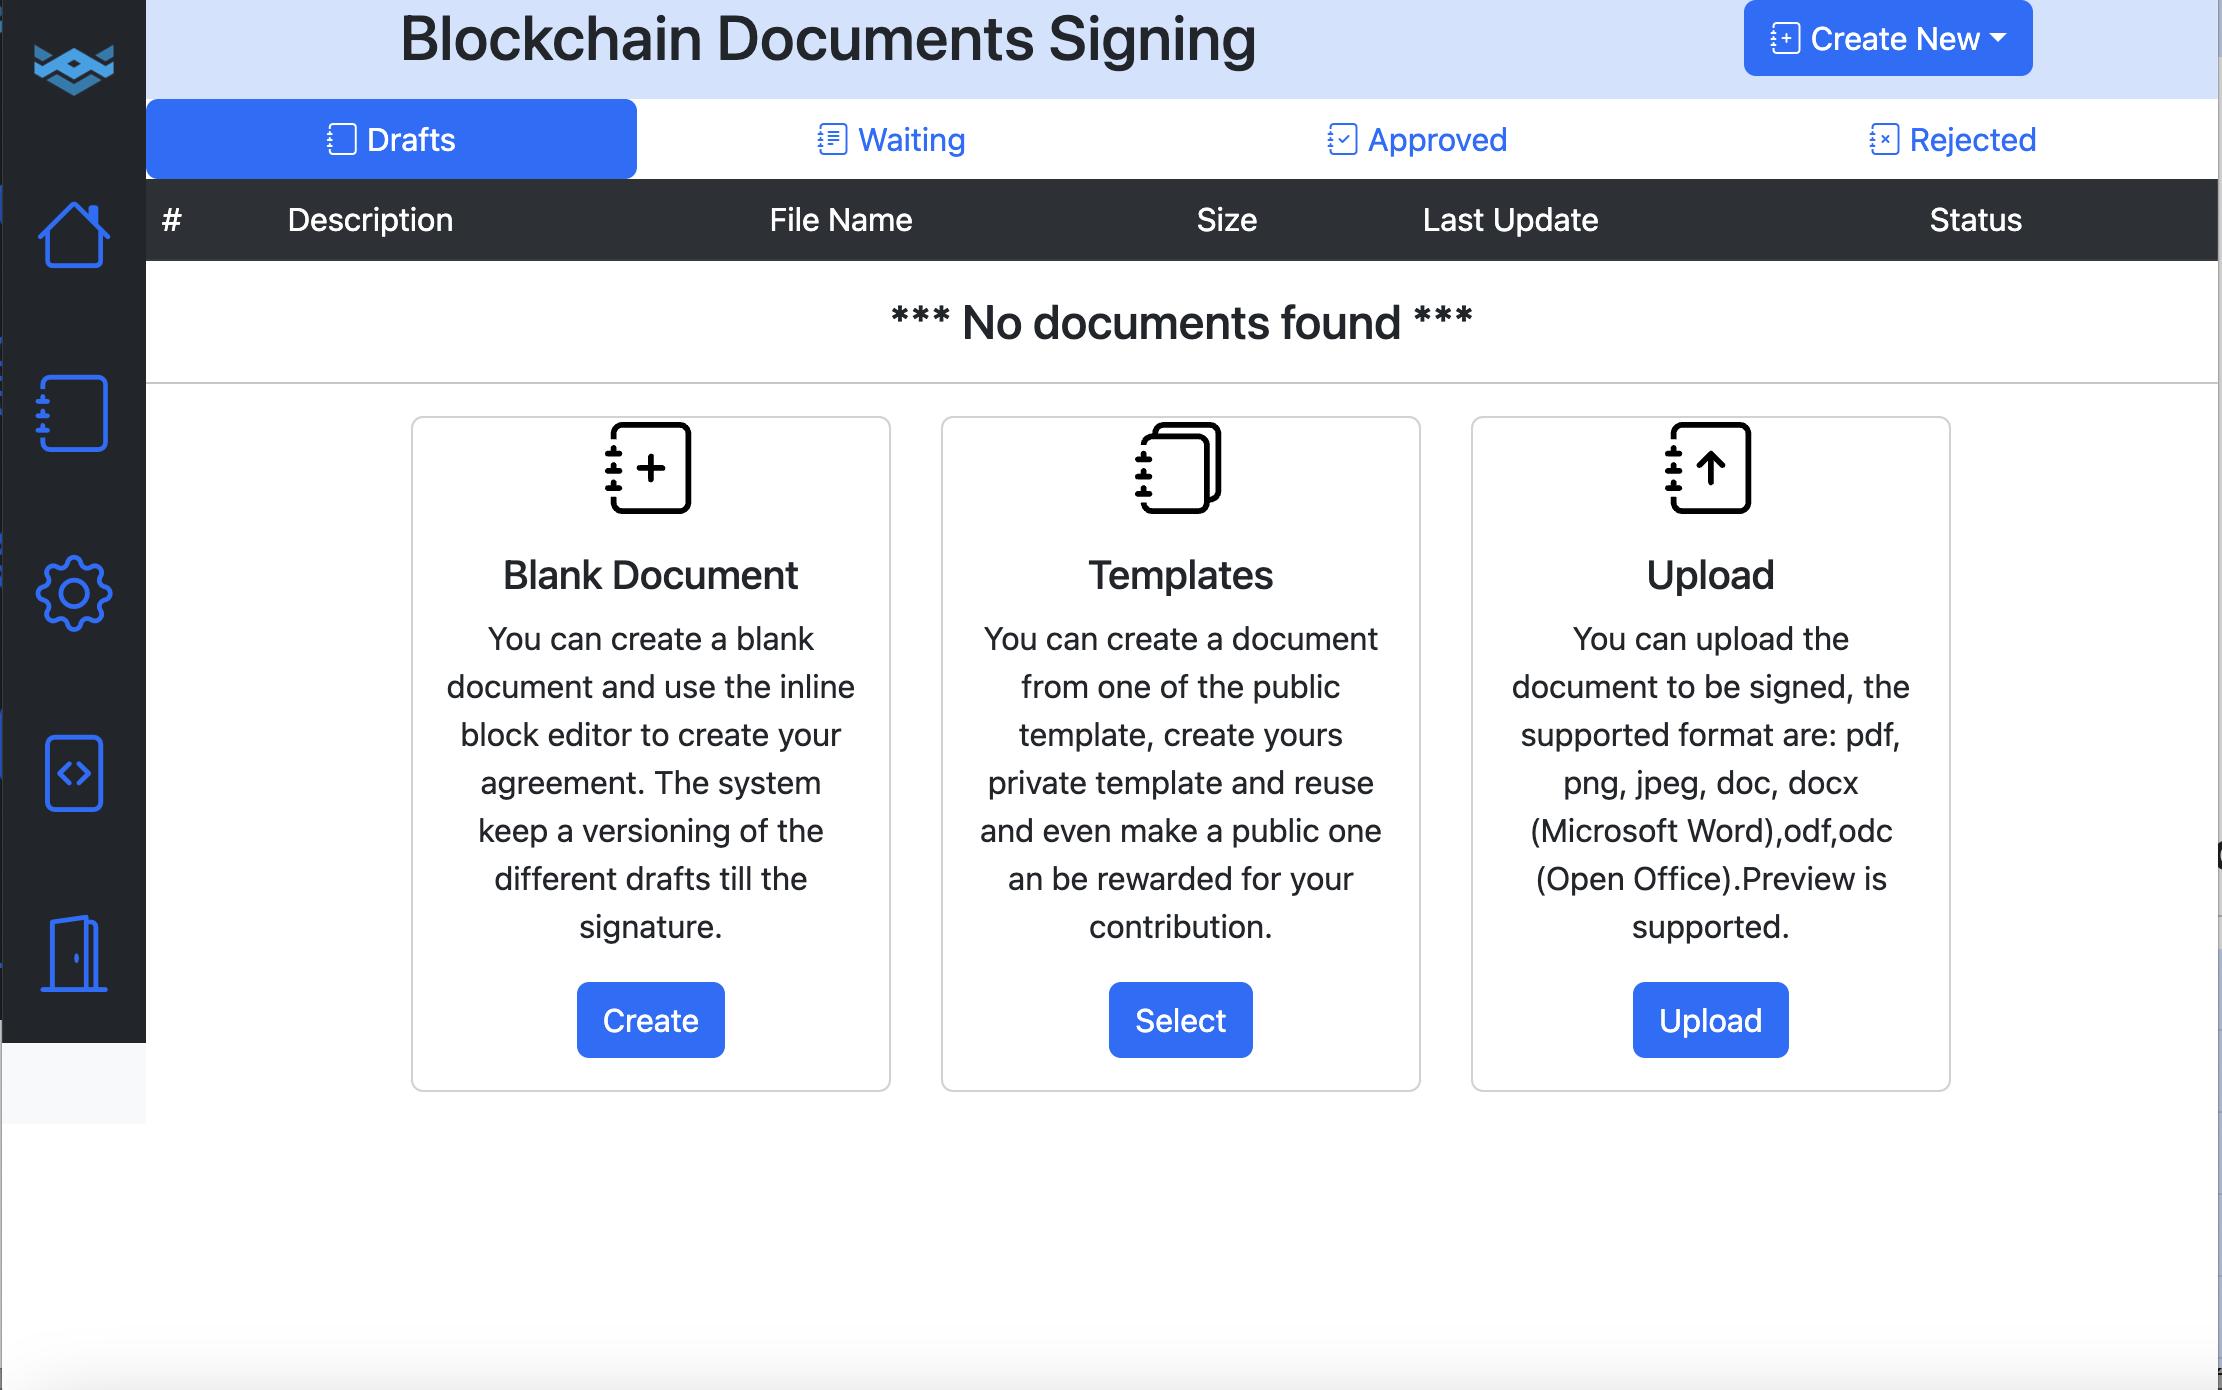 Blockchain Documents Signing
Create New
Drafts
Waiting
Approved
Rejected
# Description File Name Size Last Update Status
*** No documents found ***
Blank Document
You can create a blank
document and use the inline
block editor to create your
agreement. The system
keep a versioning of the
different drafts till the
signature.
Create
Templates
You can create a document
from one of the public
template, create yours
private template and reuse
and even make a public one
an be rewarded for your
contribution.
Select
Upload
You can upload the
document to be signed, the
supported format are: pdf,
png, jpeg, doc, docx
(Microsoft Word),odf,odc
(Open Office).Preview is
supported.
Upload